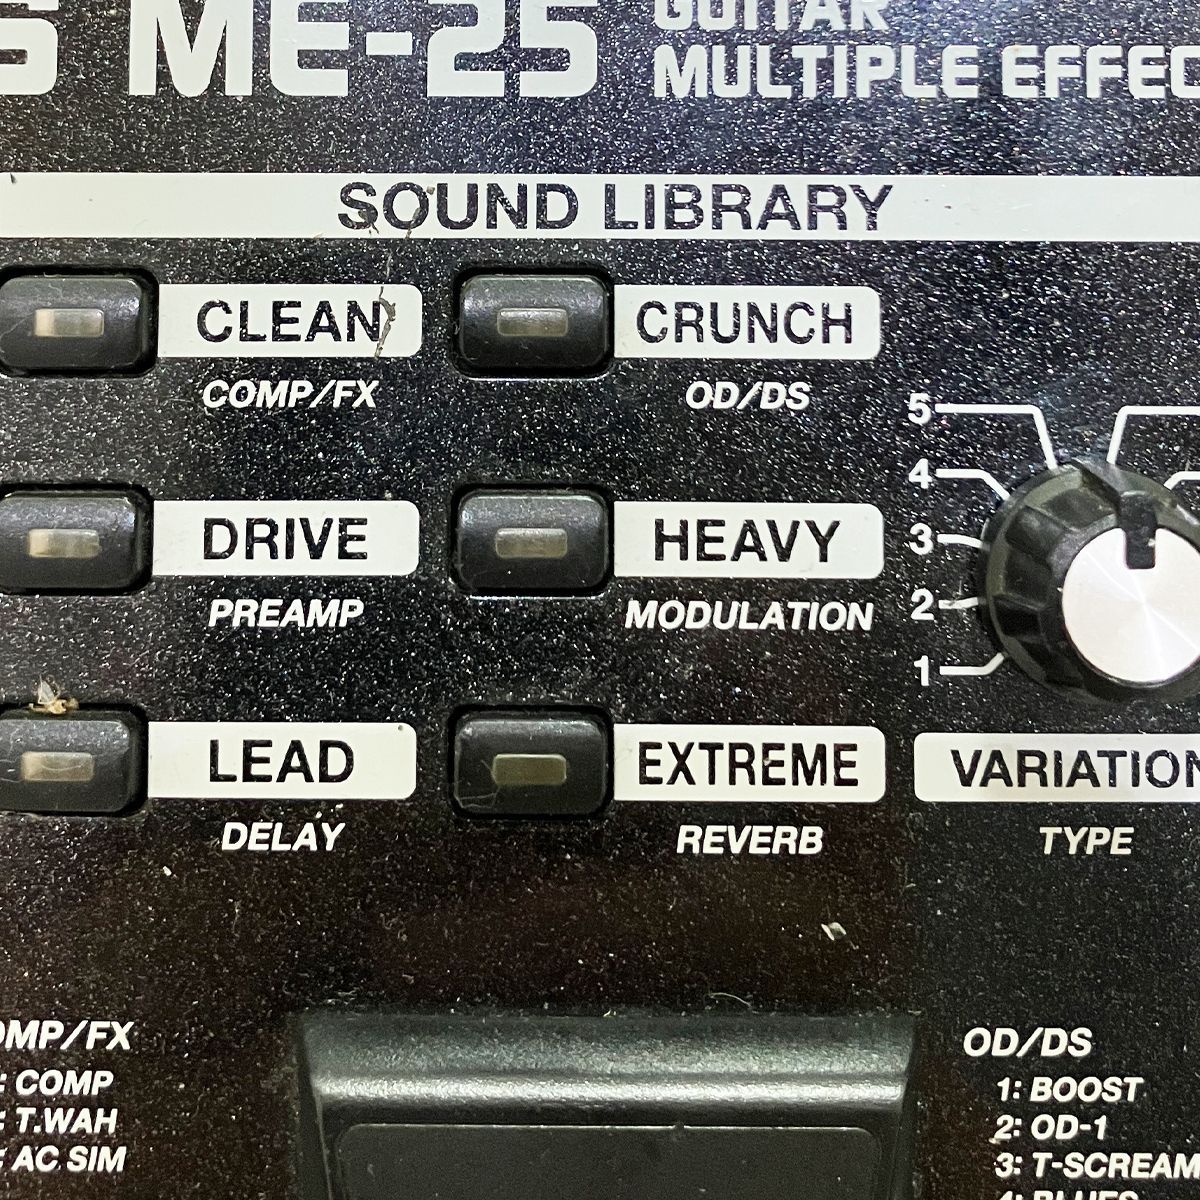 ME-25 GUITAR
MULTIPLE
SOUND LIBRARY
CLEAN CRUNCH
COMP/FX OD/DS
5
4
DRIVE HEAVY 3
PREAMP MODULATION 2
1
LEAD EXTREME VARIATION
DELAY REVERB TYPE
OMP/FX OD/DS
: COMP 1: BOOST
: T.WAH 2: OD-1
: AC SIM 3: T-SCREAM